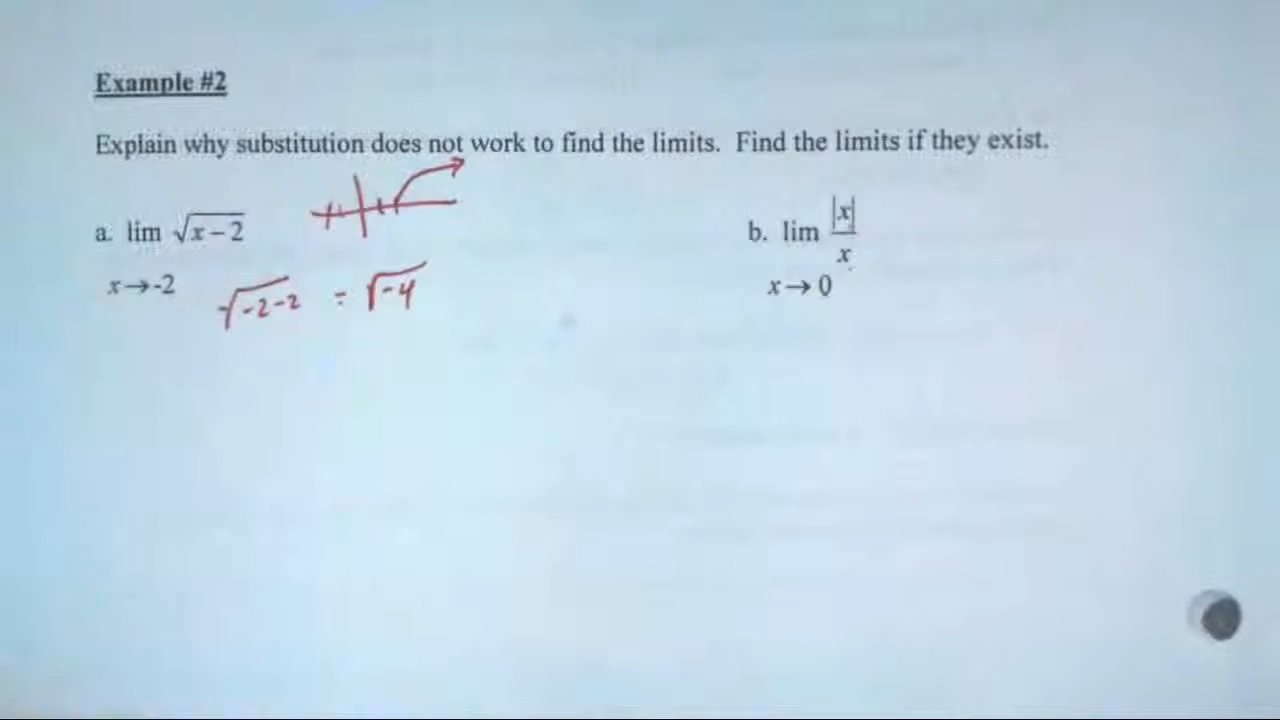 Example #2
Explain why substitution does not work to find the limits. Find the limits if they exist.
a. lim √x-2
x→-2
√-2-2 = √-4
b. lim |x|/x
x→0